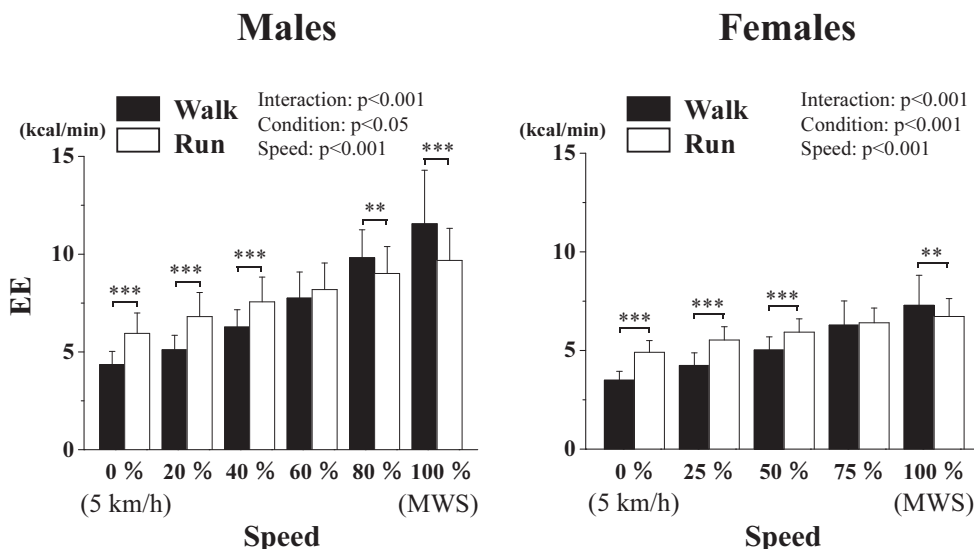 Males
Walk
Run
Interaction: p<0.001
Condition: p<0.05
Speed: p<0.001
(kcal/min)
15
10
5
0
EE
***
***
***
**
***
0 % 20 % 40 % 60 % 80 % 100 %
(5 km/h) (MWS)
Speed
Females
Walk
Run
Interaction: p<0.001
Condition: p<0.001
Speed: p<0.001
(kcal/min)
15
10
5
0
***
***
***
**
0 % 25 % 50 % 75 % 100 %
(5 km/h) (MWS)
Speed